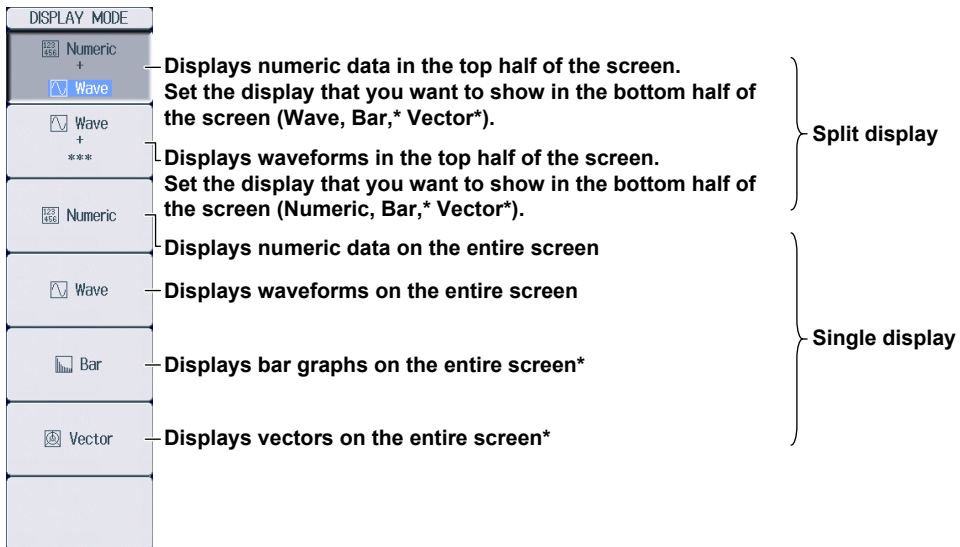 DISPLAY MODE
123
456 Numeric
+
Wave
Displays numeric data in the top half of the screen.
Set the display that you want to show in the bottom half of
the screen (Wave, Bar,* Vector*).
Split display
Wave
+
***
Displays waveforms in the top half of the screen.
Set the display that you want to show in the bottom half of
the screen (Numeric, Bar,* Vector*).
123
456 Numeric
Displays numeric data on the entire screen
Wave
Displays waveforms on the entire screen
Single display
Bar
Displays bar graphs on the entire screen*
Vector
Displays vectors on the entire screen*